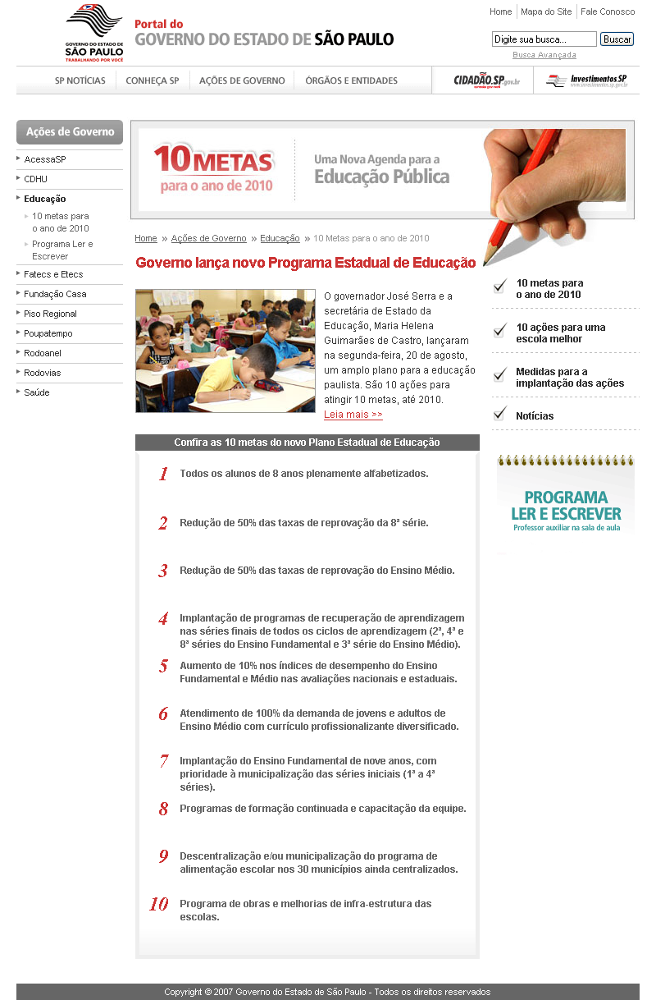 GOVERNO DO ESTADO DE
SÃO PAULO
TRABALHANDO POR VOCÊ
Portal do
GOVERNO DO ESTADO DE SÃO PAULO
Home Mapa do Site Fale Conosco
Digite sua busca... Buscar
Busca Avançada
SP NOTÍCIAS CONHEÇA SP AÇÕES DE GOVERNO ÓRGÃOS E ENTIDADES CIDADÃO.SP.gov.br Investimentos.SP
www.investimentos.sp.gov.br
Ações de Governo
AcessaSP
CDHU
Educação
10 metas para
o ano de 2010
Programa Ler e
Escrever
Fatecs e Etecs
Fundação Casa
Piso Regional
Poupatempo
Rodoanel
Rodovias
Saúde
10 METAS
para o ano de 2010
Uma Nova Agenda para a
Educação Pública
Home » Ações de Governo » Educação » 10 Metas para o ano de 2010
Governo lança novo Programa Estadual de Educação
O governador José Serra e a
secretária de Estado da
Educação, Maria Helena
Guimarães de Castro, lançaram
na segunda-feira, 20 de agosto,
um amplo plano para a educação
paulista. São 10 ações para
atingir 10 metas, até 2010.
Leia mais >>
Confira as 10 metas do novo Plano Estadual de Educação
1 Todos os alunos de 8 anos plenamente alfabetizados.
2 Redução de 50% das taxas de reprovação da 8ª série.
3 Redução de 50% das taxas de reprovação do Ensino Médio.
4 Implantação de programas de recuperação de aprendizagem
nas séries finais de todos os ciclos de aprendizagem (2ª, 4ª e
8ª séries do Ensino Fundamental e 3ª série do Ensino Médio).
5 Aumento de 10% nos índices de desempenho do Ensino
Fundamental e Médio nas avaliações nacionais e estaduais.
6 Atendimento de 100% da demanda de jovens e adultos de
Ensino Médio com currículo profissionalizante diversificado.
7 Implantação do Ensino Fundamental de nove anos, com
prioridade à municipalização das séries iniciais (1ª a 4ª
séries).
8 Programas de formação continuada e capacitação da equipe.
9 Descentralização e/ou municipalização do programa de
alimentação escolar nos 30 municípios ainda centralizados.
10 Programa de obras e melhorias de infra-estrutura das
escolas.
10 metas para
o ano de 2010
10 ações para uma
escola melhor
Medidas para a
implantação das ações
Notícias
PROGRAMA
LER E ESCREVER
Professor auxiliar na sala de aula
Copyright © 2007 Governo do Estado de São Paulo - Todos os direitos reservados